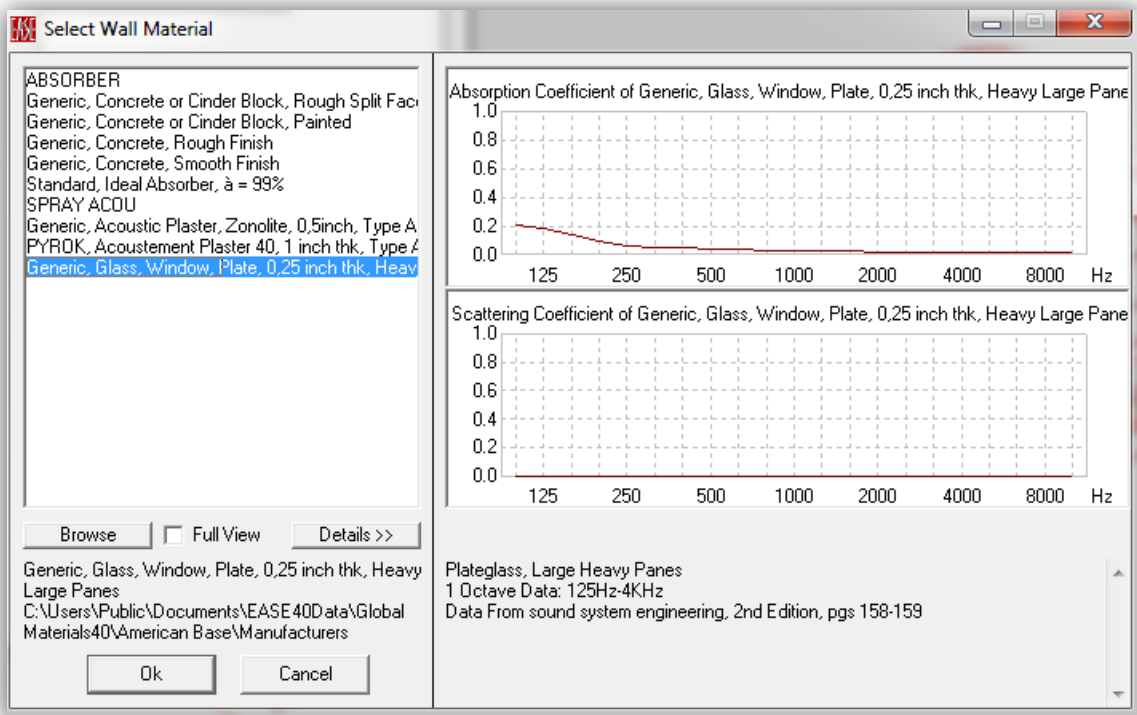 EASE Select Wall Material
ABSORBER
Generic, Concrete or Cinder Block, Rough Split Fac
Generic, Concrete or Cinder Block, Painted
Generic, Concrete, Rough Finish
Generic, Concrete, Smooth Finish
Standard, Ideal Absorber, à = 99%
SPRAY ACOU
Generic, Acoustic Plaster, Zonolite, 0,5inch, Type A
PYROK, Acoustement Plaster 40, 1 inch thk, Type A
Generic, Glass, Window, Plate, 0,25 inch thk, Heav
Browse Full View Details >>
Generic, Glass, Window, Plate, 0,25 inch thk, Heavy
Large Panes
C:\Users\Public\Documents\EASE40Data\Global
Materials40\American Base\Manufacturers
Ok Cancel
Absorption Coefficient of Generic, Glass, Window, Plate, 0,25 inch thk, Heavy Large Pane
1.0
0.8
0.6
0.4
0.2
0.0
125 250 500 1000 2000 4000 8000 Hz
Scattering Coefficient of Generic, Glass, Window, Plate, 0,25 inch thk, Heavy Large Pane
1.0
0.8
0.6
0.4
0.2
0.0
125 250 500 1000 2000 4000 8000 Hz
Plateglass, Large Heavy Panes
1 Octave Data: 125Hz-4KHz
Data From sound system engineering, 2nd Edition, pgs 158-159